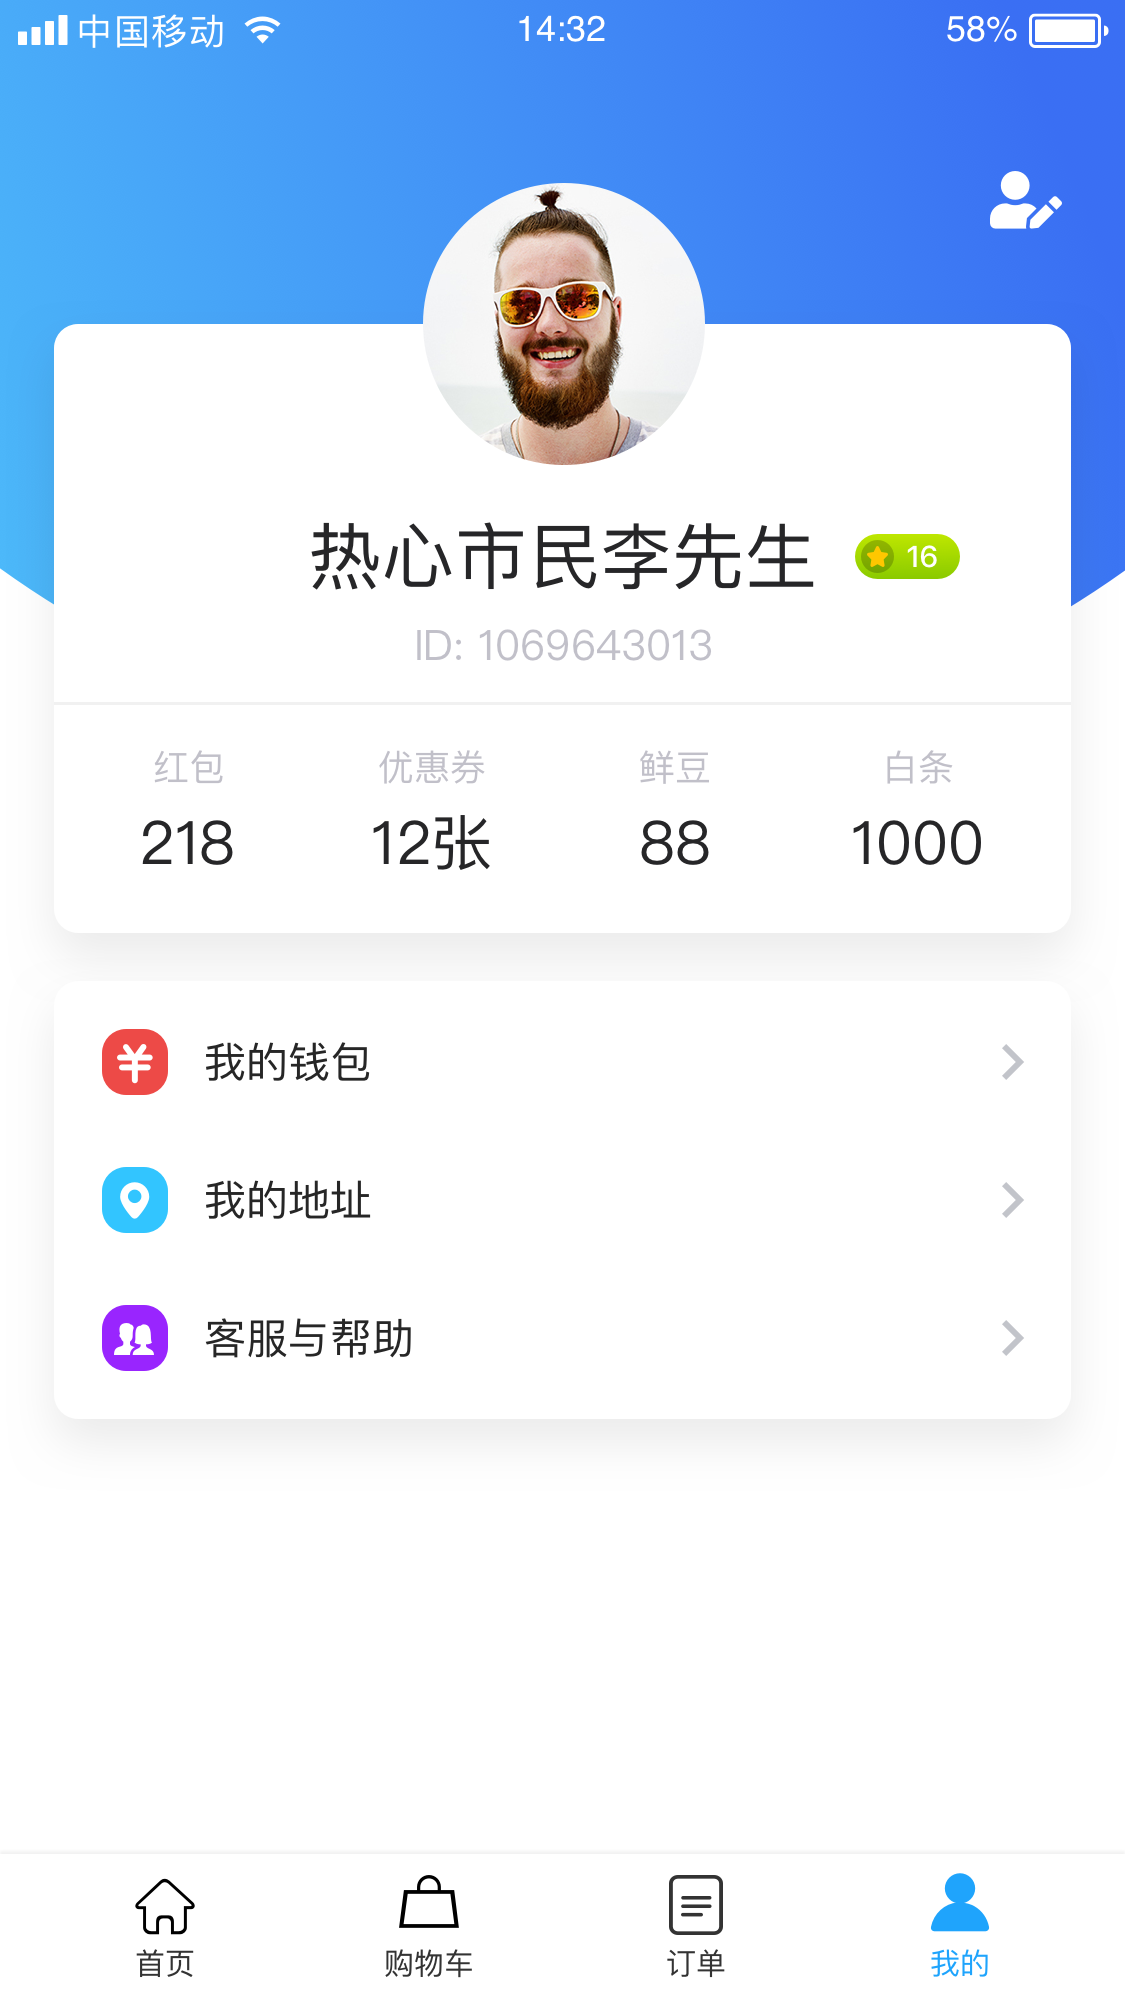 中国移动 14:32 58%
热心市民李先生 16
ID: 1069643013
红包 优惠券 鲜豆 白条
218 12张 88 1000
我的钱包
我的地址
客服与帮助
首页 购物车 订单 我的